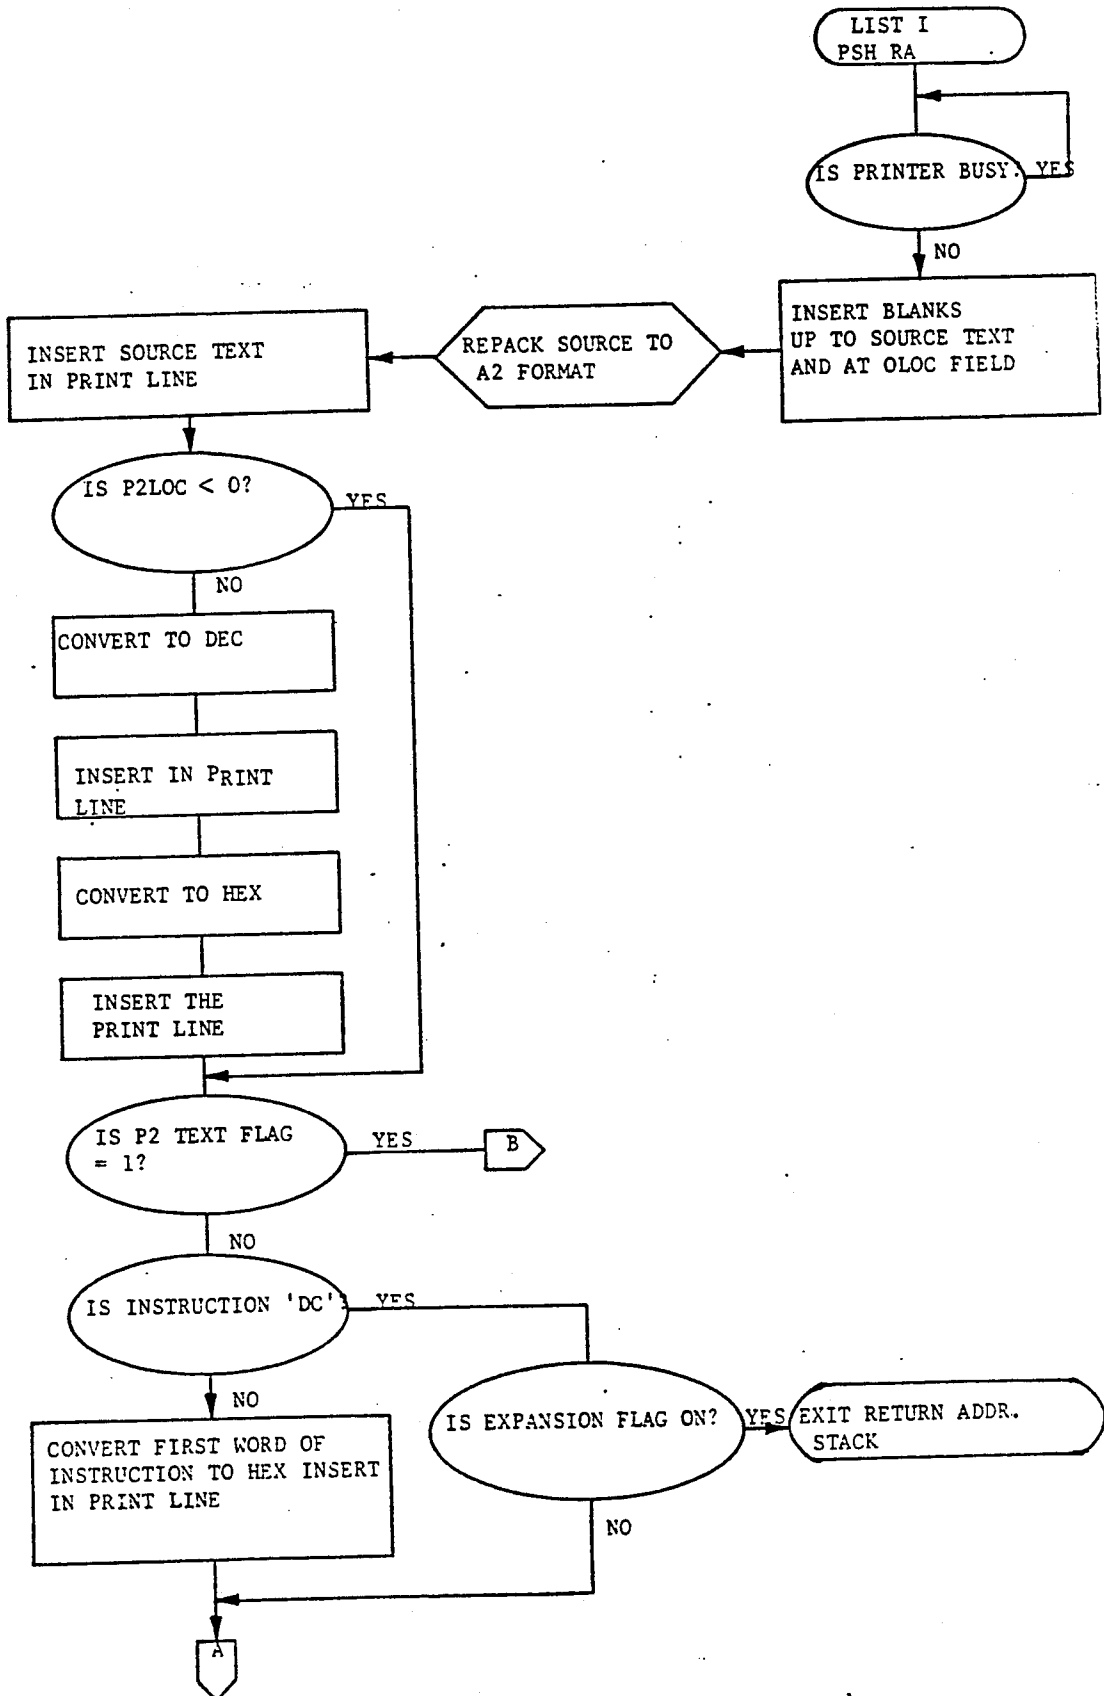 LIST I
PSH RA
IS PRINTER BUSY? YES
NO
INSERT BLANKS
UP TO SOURCE TEXT
AND AT OLOC FIELD
REPACK SOURCE TO
A2 FORMAT
INSERT SOURCE TEXT
IN PRINT LINE
IS P2LOC < 0?
YES
NO
CONVERT TO DEC
INSERT IN PRINT
LINE
CONVERT TO HEX
INSERT THE
PRINT LINE
IS P2 TEXT FLAG
= 1?
YES
B
NO
IS INSTRUCTION 'DC'?
YES
NO
IS EXPANSION FLAG ON?
YES
EXIT RETURN ADDR.
STACK
NO
CONVERT FIRST WORD OF
INSTRUCTION TO HEX INSERT
IN PRINT LINE
A